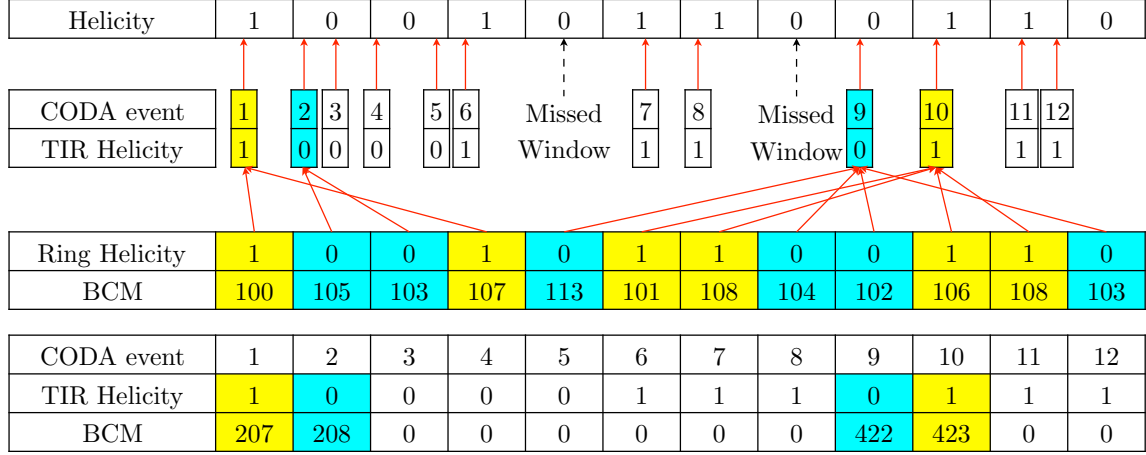 Helicity 1 0 0 1 0 1 1 0 0 1 1 0
CODA event 1 2 3 4 5 6 Missed 7 8 Missed 9 10 11 12
TIR Helicity 1 0 0 0 0 1 Window 1 1 Window 0 1 1 1
Ring Helicity 1 0 0 1 0 1 1 0 0 1 1 0
BCM 100 105 103 107 113 101 108 104 102 106 108 103
CODA event 1 2 3 4 5 6 7 8 9 10 11 12
TIR Helicity 1 0 0 0 0 1 1 1 0 1 1 1
BCM 207 208 0 0 0 0 0 0 422 423 0 0